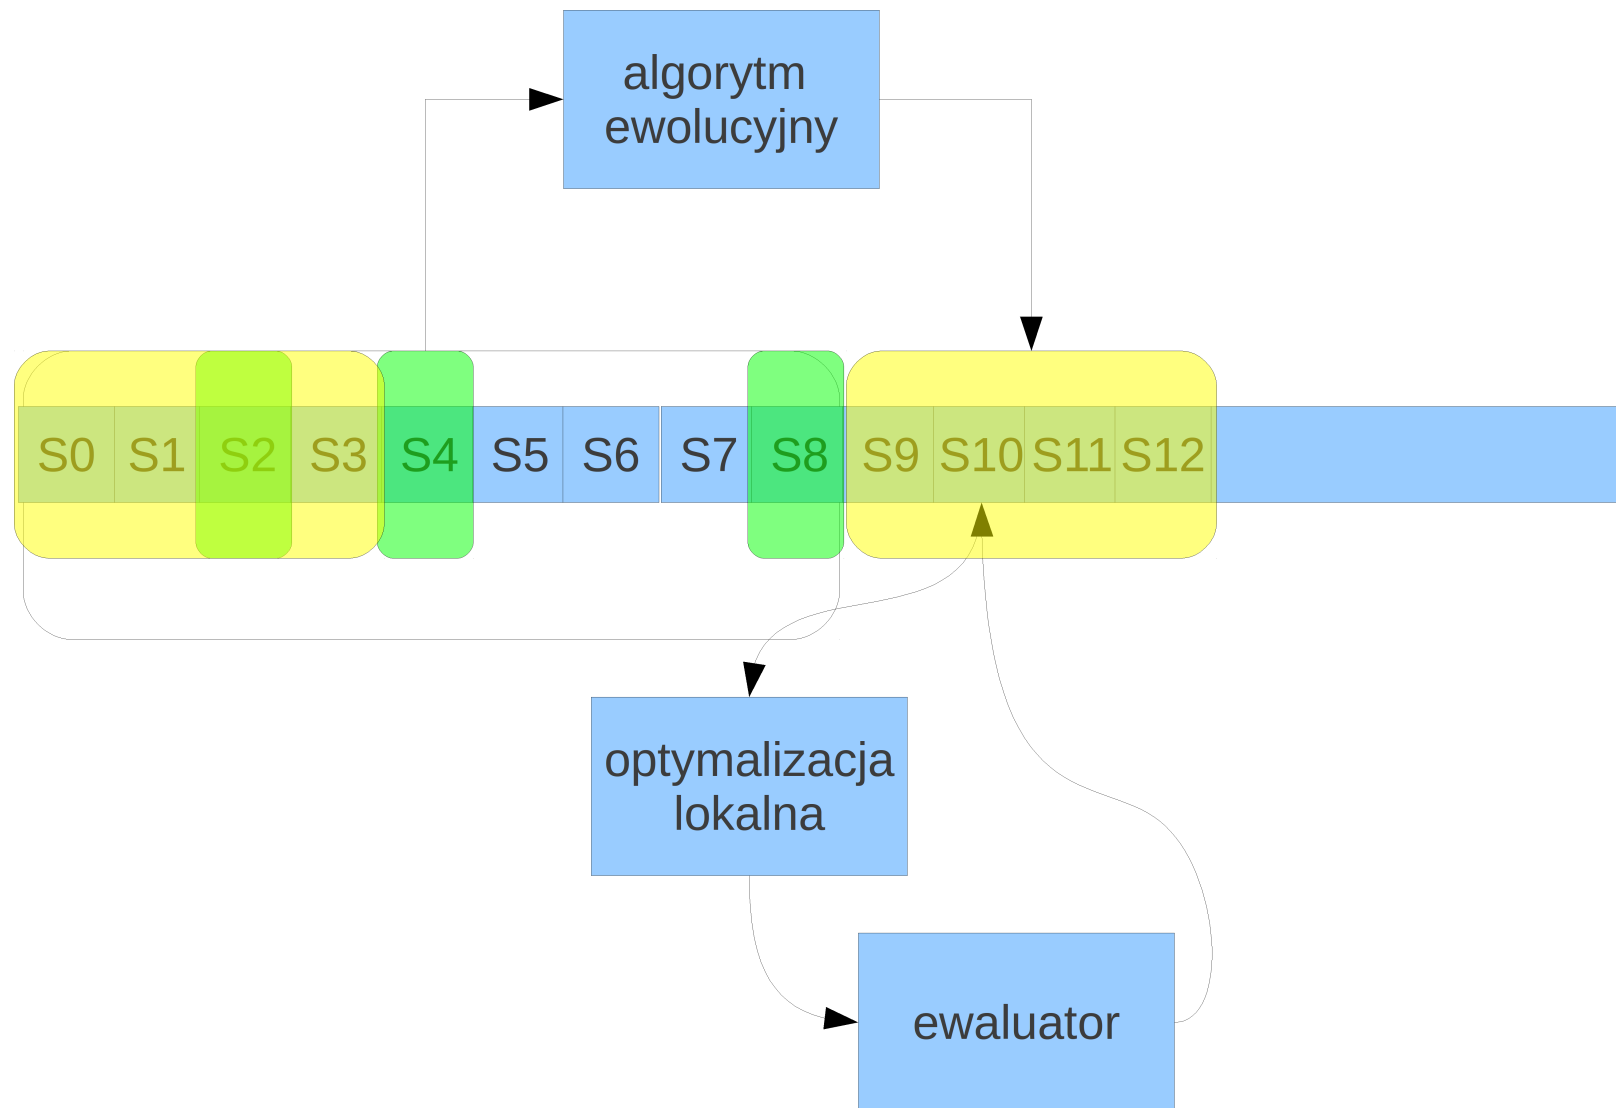 algorytm
ewolucyjny
S0 S1 S2 S3 S4 S5 S6 S7 S8 S9 S10 S11 S12
optymalizacja
lokalna
ewaluator